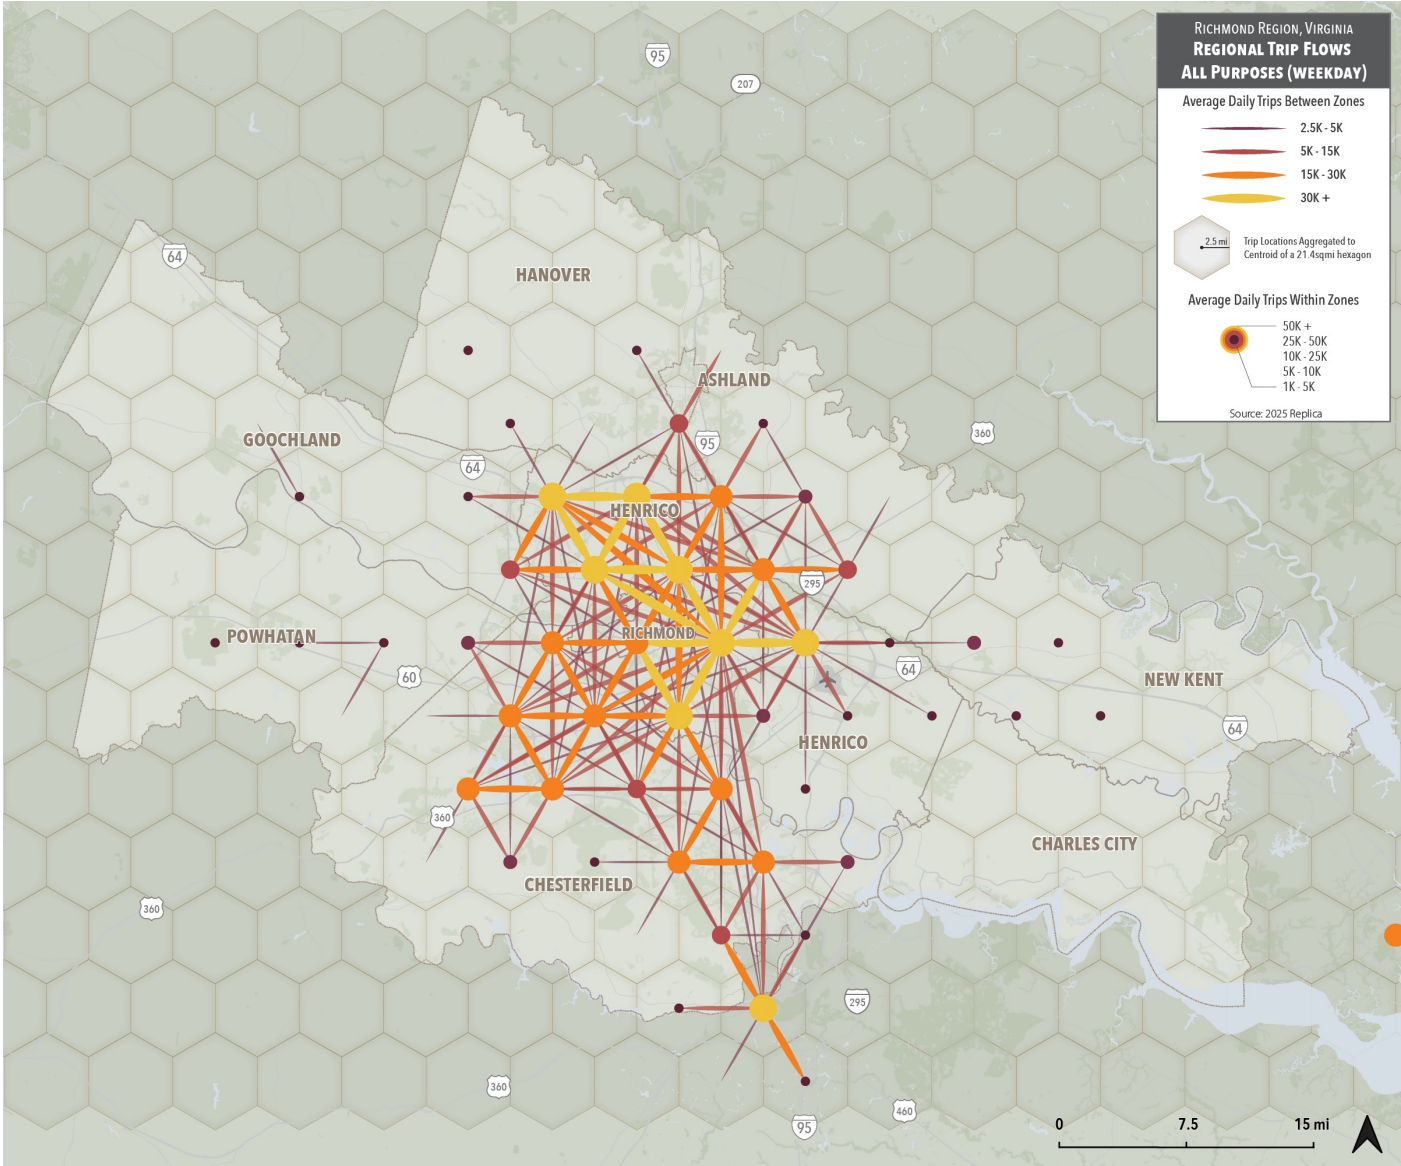 RICHMOND REGION, VIRGINIA
REGIONAL TRIP FLOWS
ALL PURPOSES (WEEKDAY)
Average Daily Trips Between Zones
2.5K - 5K
5K - 15K
15K - 30K
30K +
2.5 mi
Trip Locations Aggregated to
Centroid of a 21.4sqmi hexagon
Average Daily Trips Within Zones
50K +
25K - 50K
10K - 25K
5K - 10K
1K - 5K
Source: 2025 Replica
95
207
64
HANOVER
ASHLAND
GOOCHLAND
95
360
64
HENRICO
295
RICHMOND
POWHATAN
64
60
NEW KENT
64
HENRICO
360
CHARLES CITY
CHESTERFIELD
360
295
360
460
95
0
7.5
15 mi